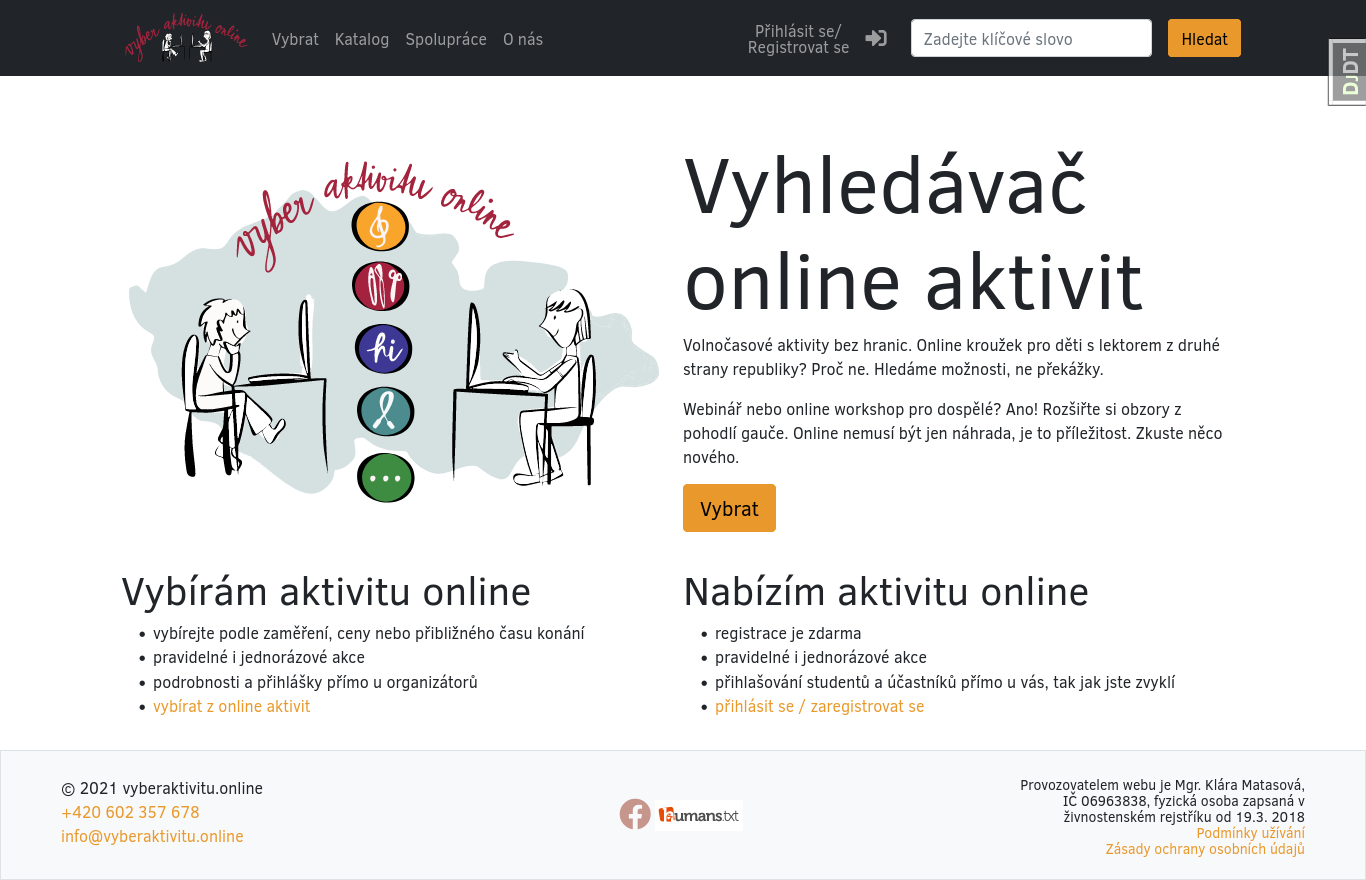 vyber aktivitu online
Vybrat Katalog Spolupráce O nás
Přihlásit se/
Registrovat se
Zadejte klíčové slovo
Hledat
DJDT
vyber aktivitu online
hi
Vyhledávač
online aktivit
Volnočasové aktivity bez hranic. Online kroužek pro děti s lektorem z druhé
strany republiky? Proč ne. Hledáme možnosti, ne překážky.
Webinář nebo online workshop pro dospělé? Ano! Rozšiřte si obzory z
pohodlí gauče. Online nemusí být jen náhrada, je to příležitost. Zkuste něco
nového.
Vybrat
Vybírám aktivitu online
• vybírejte podle zaměření, ceny nebo přibližného času konání
• pravidelné i jednorázové akce
• podrobnosti a přihlášky přímo u organizátorů
• vybírat z online aktivit
Nabízím aktivitu online
• registrace je zdarma
• pravidelné i jednorázové akce
• přihlašování studentů a účastníků přímo u vás, tak jak jste zvyklí
• přihlásit se / zaregistrovat se
© 2021 vyberaktivitu.online
+420 602 357 678
info@vyberaktivitu.online
humans.txt
Provozovatelem webu je Mgr. Klára Matasová,
IČ 06963838, fyzická osoba zapsaná v
živnostenském rejstříku od 19.3. 2018
Podmínky užívání
Zásady ochrany osobních údajů